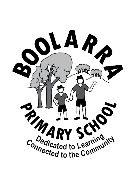 BOOLARRA
PRIMARY SCHOOL
Dedicated to Learning
Connected to the Community